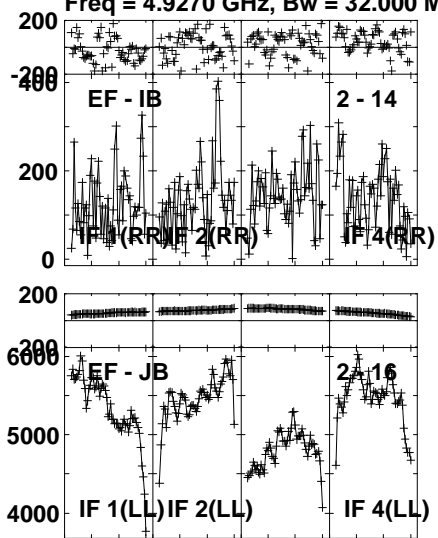 Freq = 4.9270 GHz, Bw = 32.000 M
200
-200
400
EF - IB 2 - 14
200
IF 1(RR) IF 2(RR) IF 4(RR)
0
200
-200
6000
EF - JB 2 - 16
5000
IF 1(LL) IF 2(LL) IF 4(LL)
4000